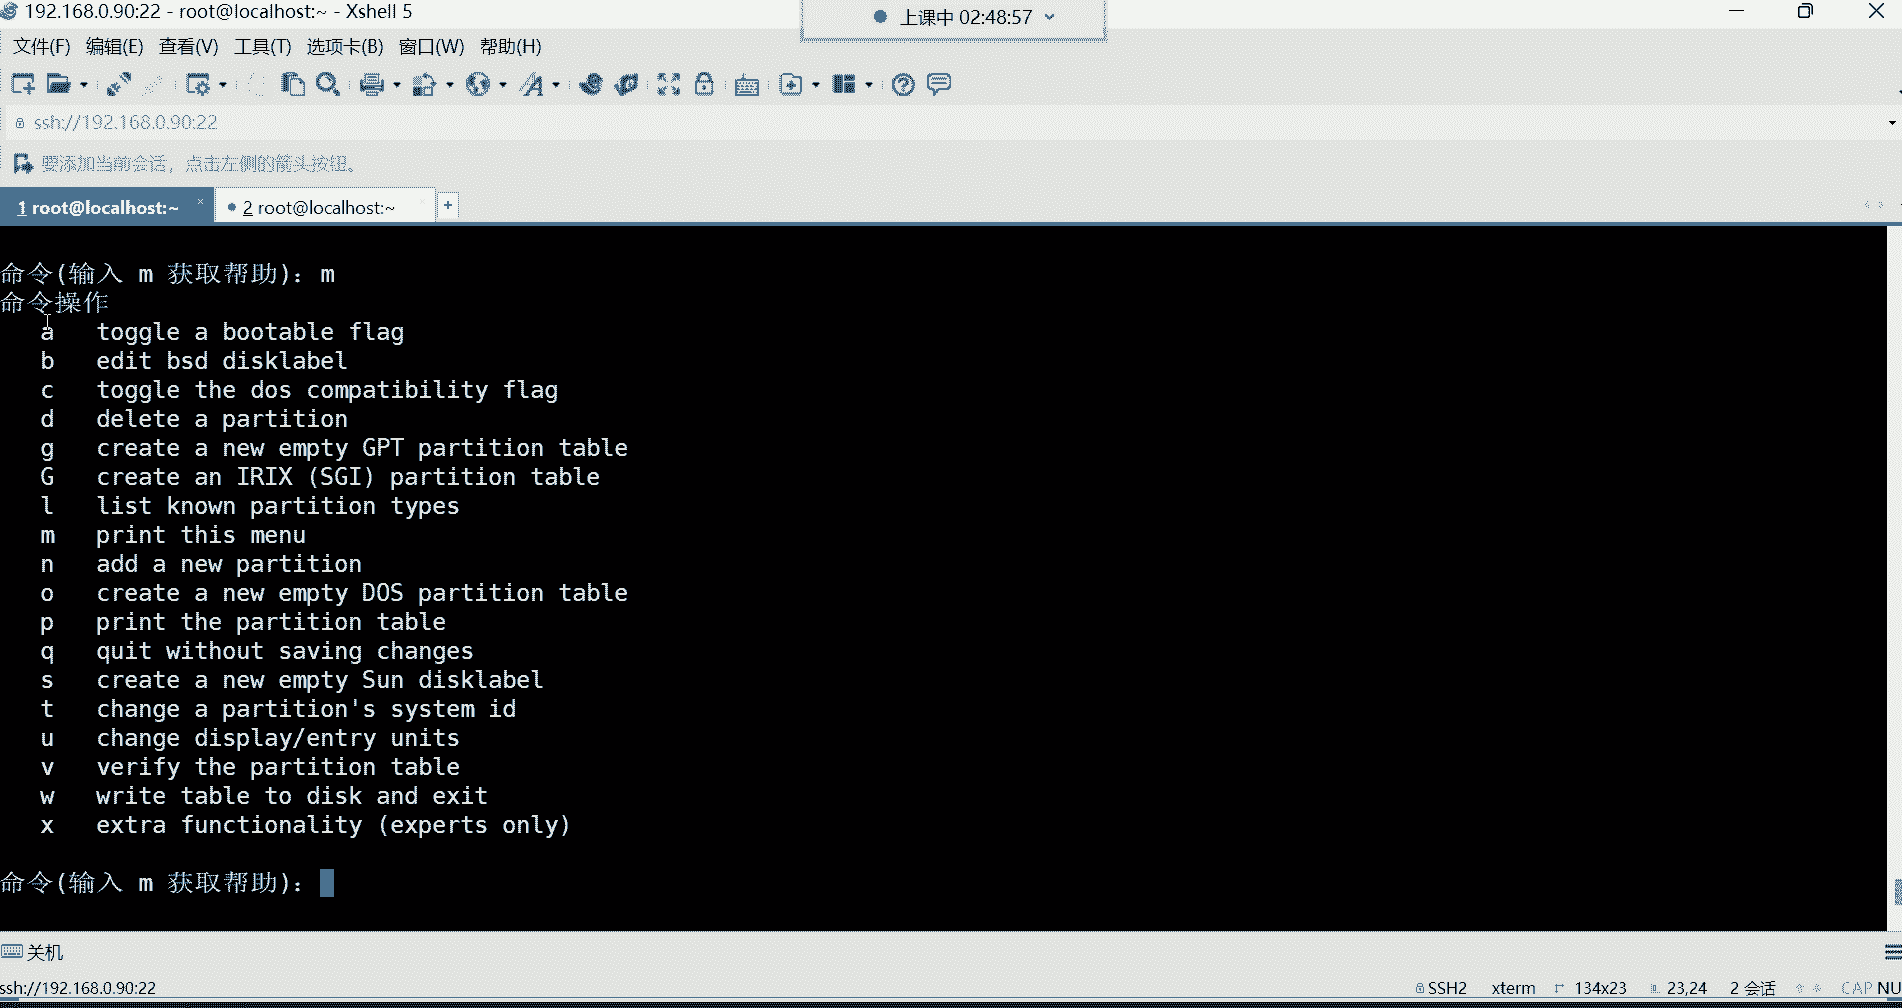 192.168.0.90:22 - root@localhost:~ - Xshell 5
上课中 02:48:57
文件(F) 编辑(E) 查看(V) 工具(T) 选项卡(B) 窗口(W) 帮助(H)
ssh://192.168.0.90:22
要添加当前会话，点击左侧的箭头按钮。
1 root@localhost:~ × 2 root@localhost:~ +
命令(输入 m 获取帮助)：m
命令操作
a toggle a bootable flag
b edit bsd disklabel
c toggle the dos compatibility flag
d delete a partition
g create a new empty GPT partition table
G create an IRIX (SGI) partition table
l list known partition types
m print this menu
n add a new partition
o create a new empty DOS partition table
p print the partition table
q quit without saving changes
s create a new empty Sun disklabel
t change a partition's system id
u change display/entry units
v verify the partition table
w write table to disk and exit
x extra functionality (experts only)
命令(输入 m 获取帮助)：
关机
ssh://192.168.0.90:22 SSH2 xterm 134x23 23,24 2 会话 CAP NU